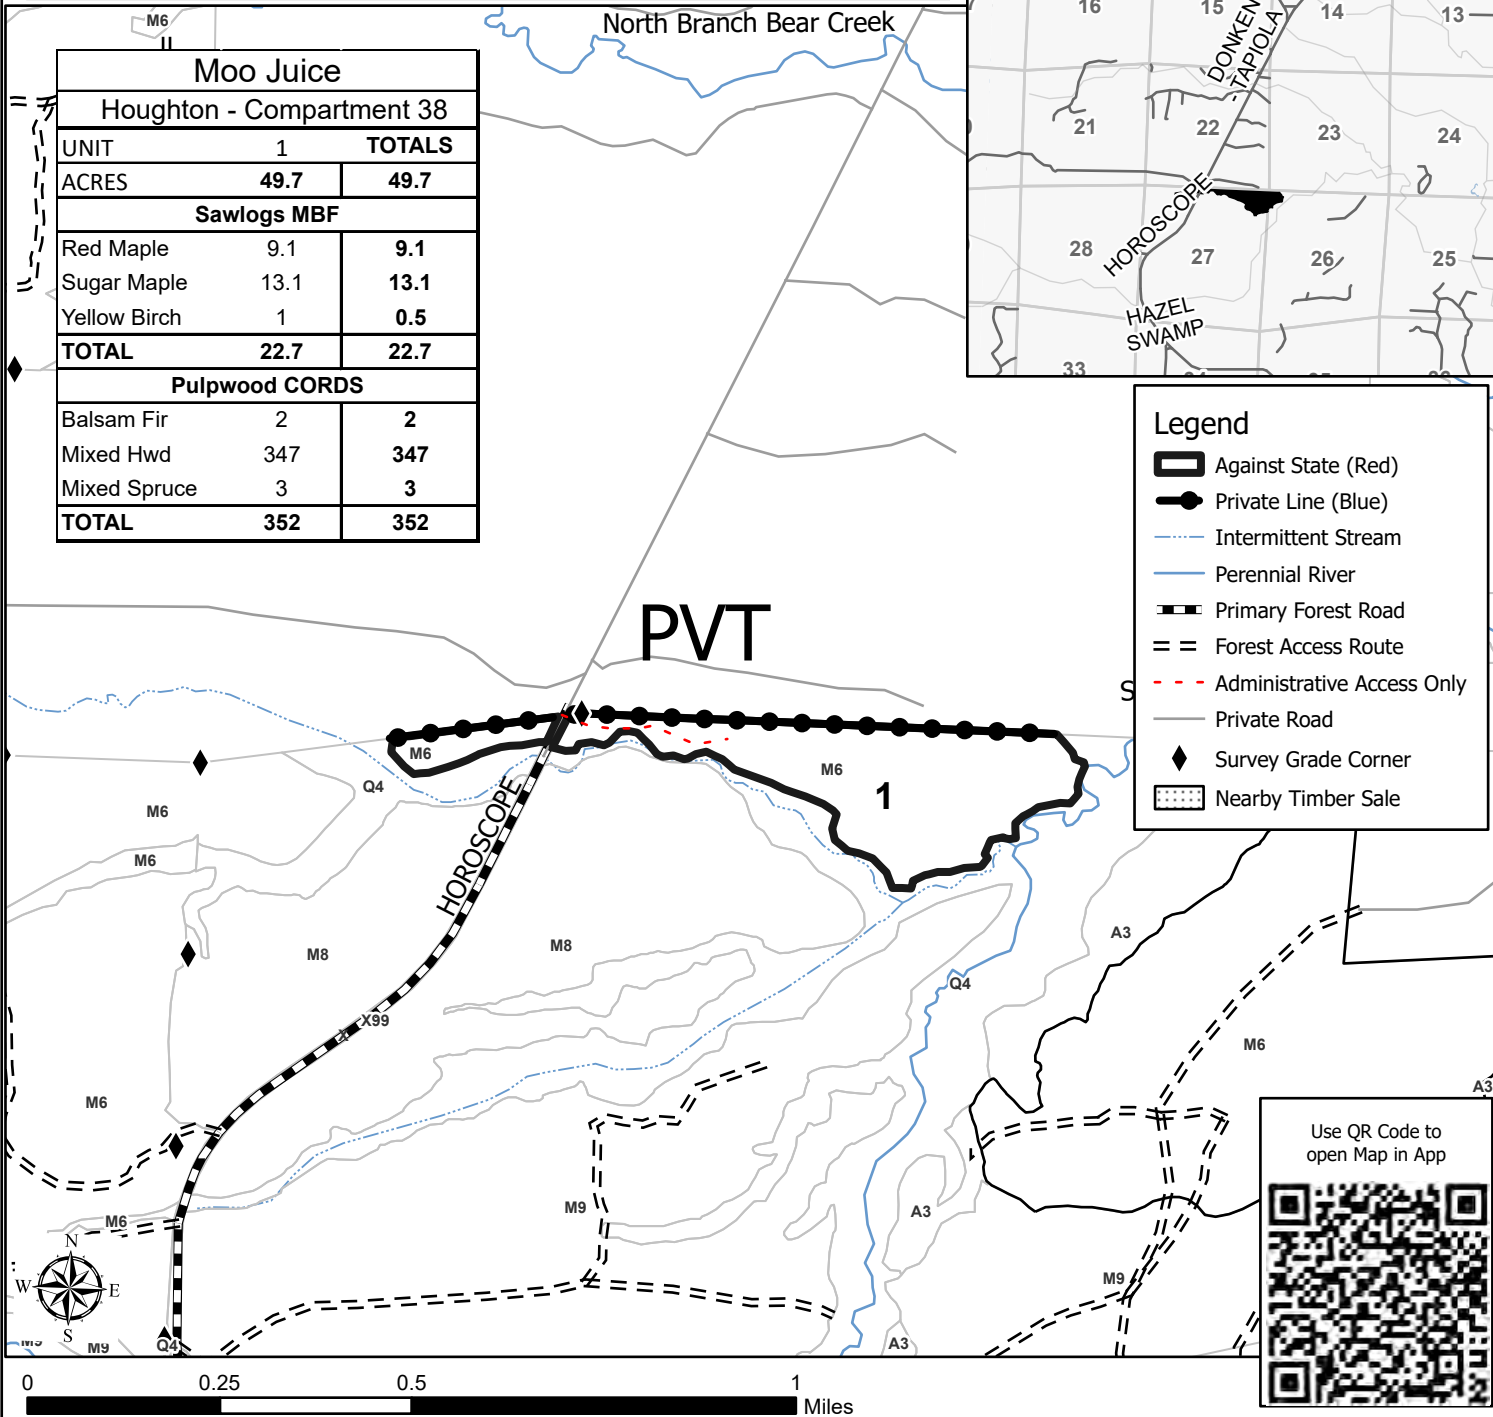 North Branch Bear Creek
M6
Moo Juice
Houghton - Compartment 38
UNIT 1 TOTALS
ACRES 49.7 49.7
Sawlogs MBF
Red Maple 9.1 9.1
Sugar Maple 13.1 13.1
Yellow Birch 1 0.5
TOTAL 22.7 22.7
Pulpwood CORDS
Balsam Fir 2 2
Mixed Hwd 347 347
Mixed Spruce 3 3
TOTAL 352 352
16 15 14 13
DONKEN
TAPIOLA
21 22 23 24
HOROSCOPE
28 27 26 25
HAZEL
SWAMP
33
Legend
Against State (Red)
Private Line (Blue)
Intermittent Stream
Perennial River
Primary Forest Road
Forest Access Route
Administrative Access Only
Private Road
Survey Grade Corner
Nearby Timber Sale
PVT
S
M6
M6
Q4
1
M6
M6
HOROSCOPE
A3
M8
M8
Q4
X99
X
M6
M6
A3
M9
A3
M6
M9
N
W E
S
M9
M9
Q4
A3
Use QR Code to
open Map in App
0 0.25 0.5 1
Miles